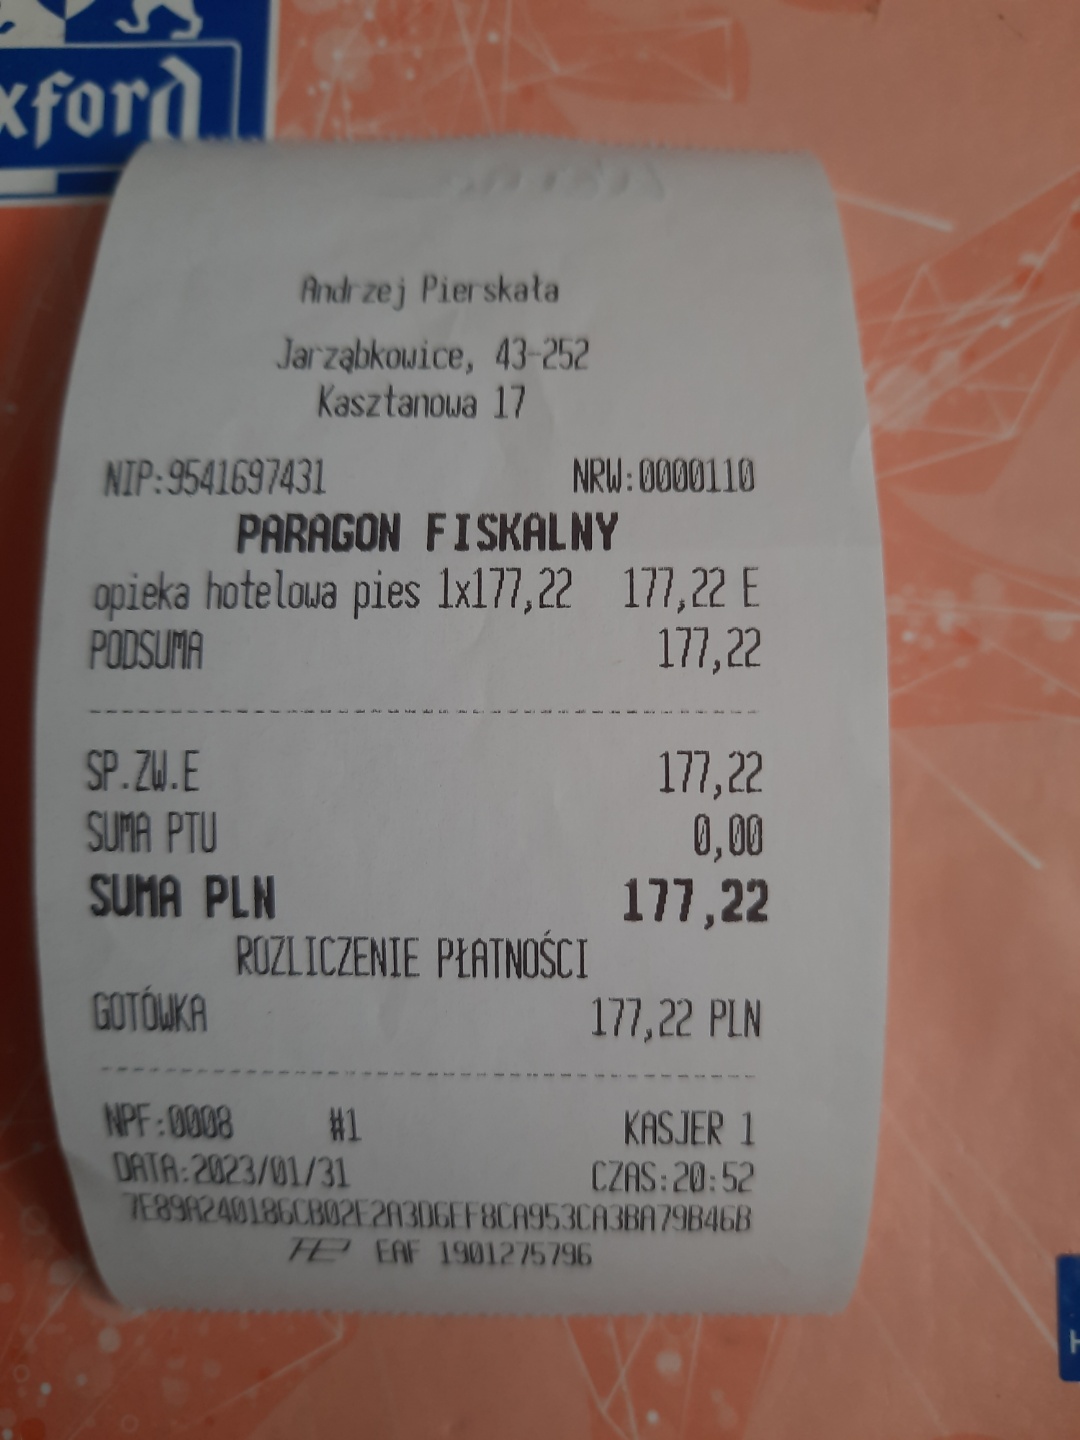 xford
Andrzej Pierskała
Jarząbkowice, 43-252
Kasztanowa 17
NIP:9541697431 NRW:0000110
PARAGON FISKALNY
opieka hotelowa pies 1x177,22 177,22 E
PODSUMA 177,22
SP.ZW.E 177,22
SUMA PTU 0,00
SUMA PLN 177,22
ROZLICZENIE PŁATNOŚCI
GOTÓWKA 177,22 PLN
NPF:0008 #1 KASJER 1
DATA:2023/01/31 CZAS:20:52
7E89A240186CB02E2A3D6EF8CA953CA3BA79B46B
EAF 1901275796
H